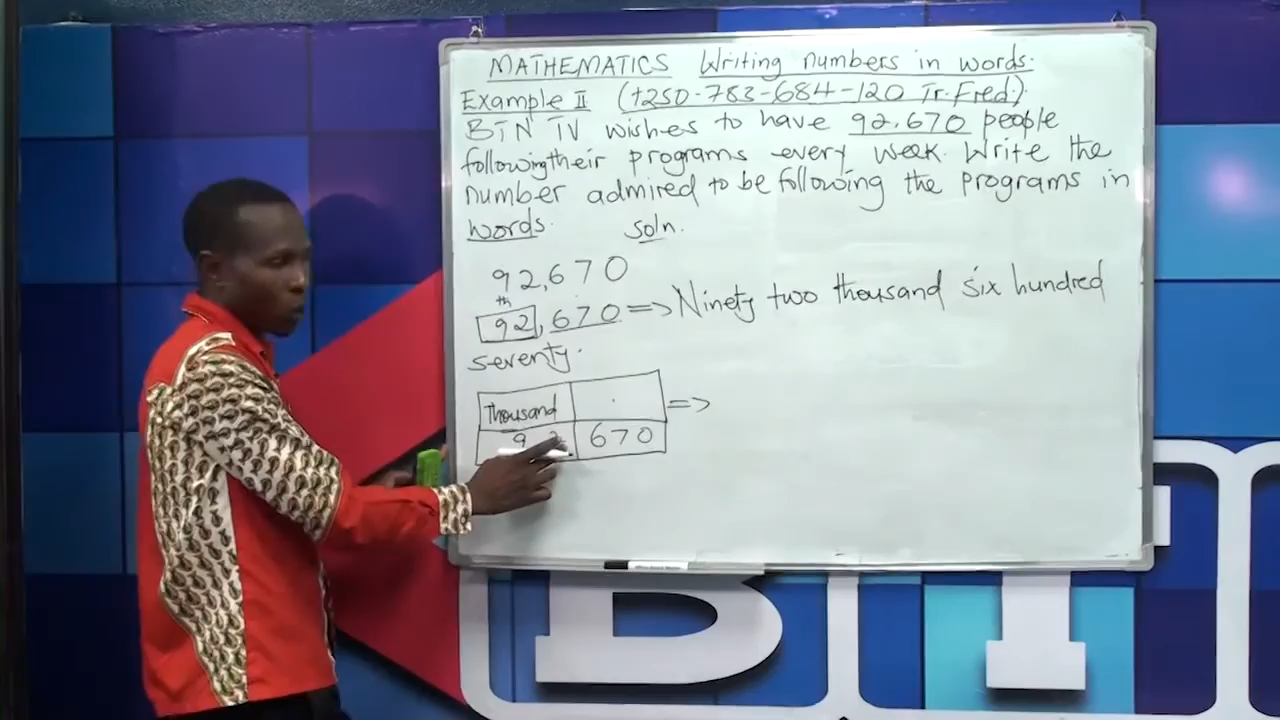 MATHEMATICS Writing numbers in words.
Example II (+250-783-684-120 Tr. Fred.)
BTN TV wishes to have 92,670 people
following their programs every week. Write the
number admired to be following the programs in
words. soln.
92,670
th
92,670 => Ninety two thousand six hundred
seventy.
thousand . =>
9 670
BT